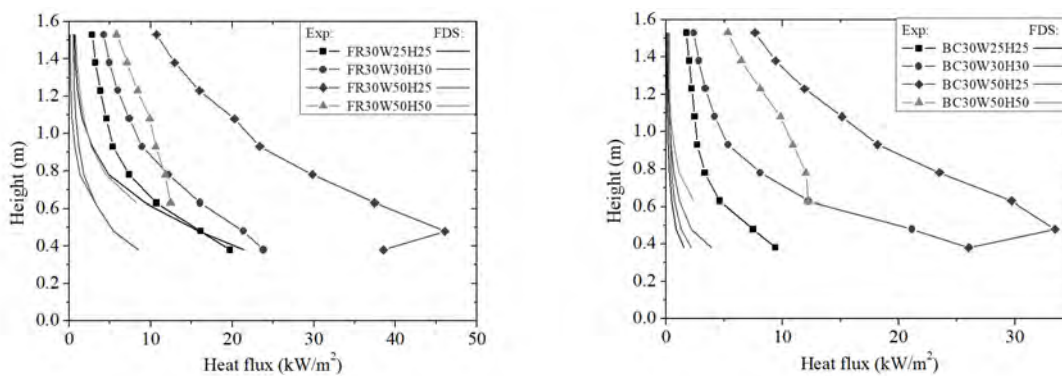 1.6
1.4
1.2
1.0
0.8
0.6
0.4
0.2
0.0
Height (m)
0 10 20 30 40 50
Heat flux (kW/m²)
Exp: FDS:
FR30W25H25
FR30W30H30
FR30W50H25
FR30W50H50
1.6
1.4
1.2
1.0
0.8
0.6
0.4
0.2
0.0
Height (m)
0 10 20 30
Heat flux (kW/m²)
Exp: FDS:
BC30W25H25
BC30W30H30
BC30W50H25
BC30W50H50